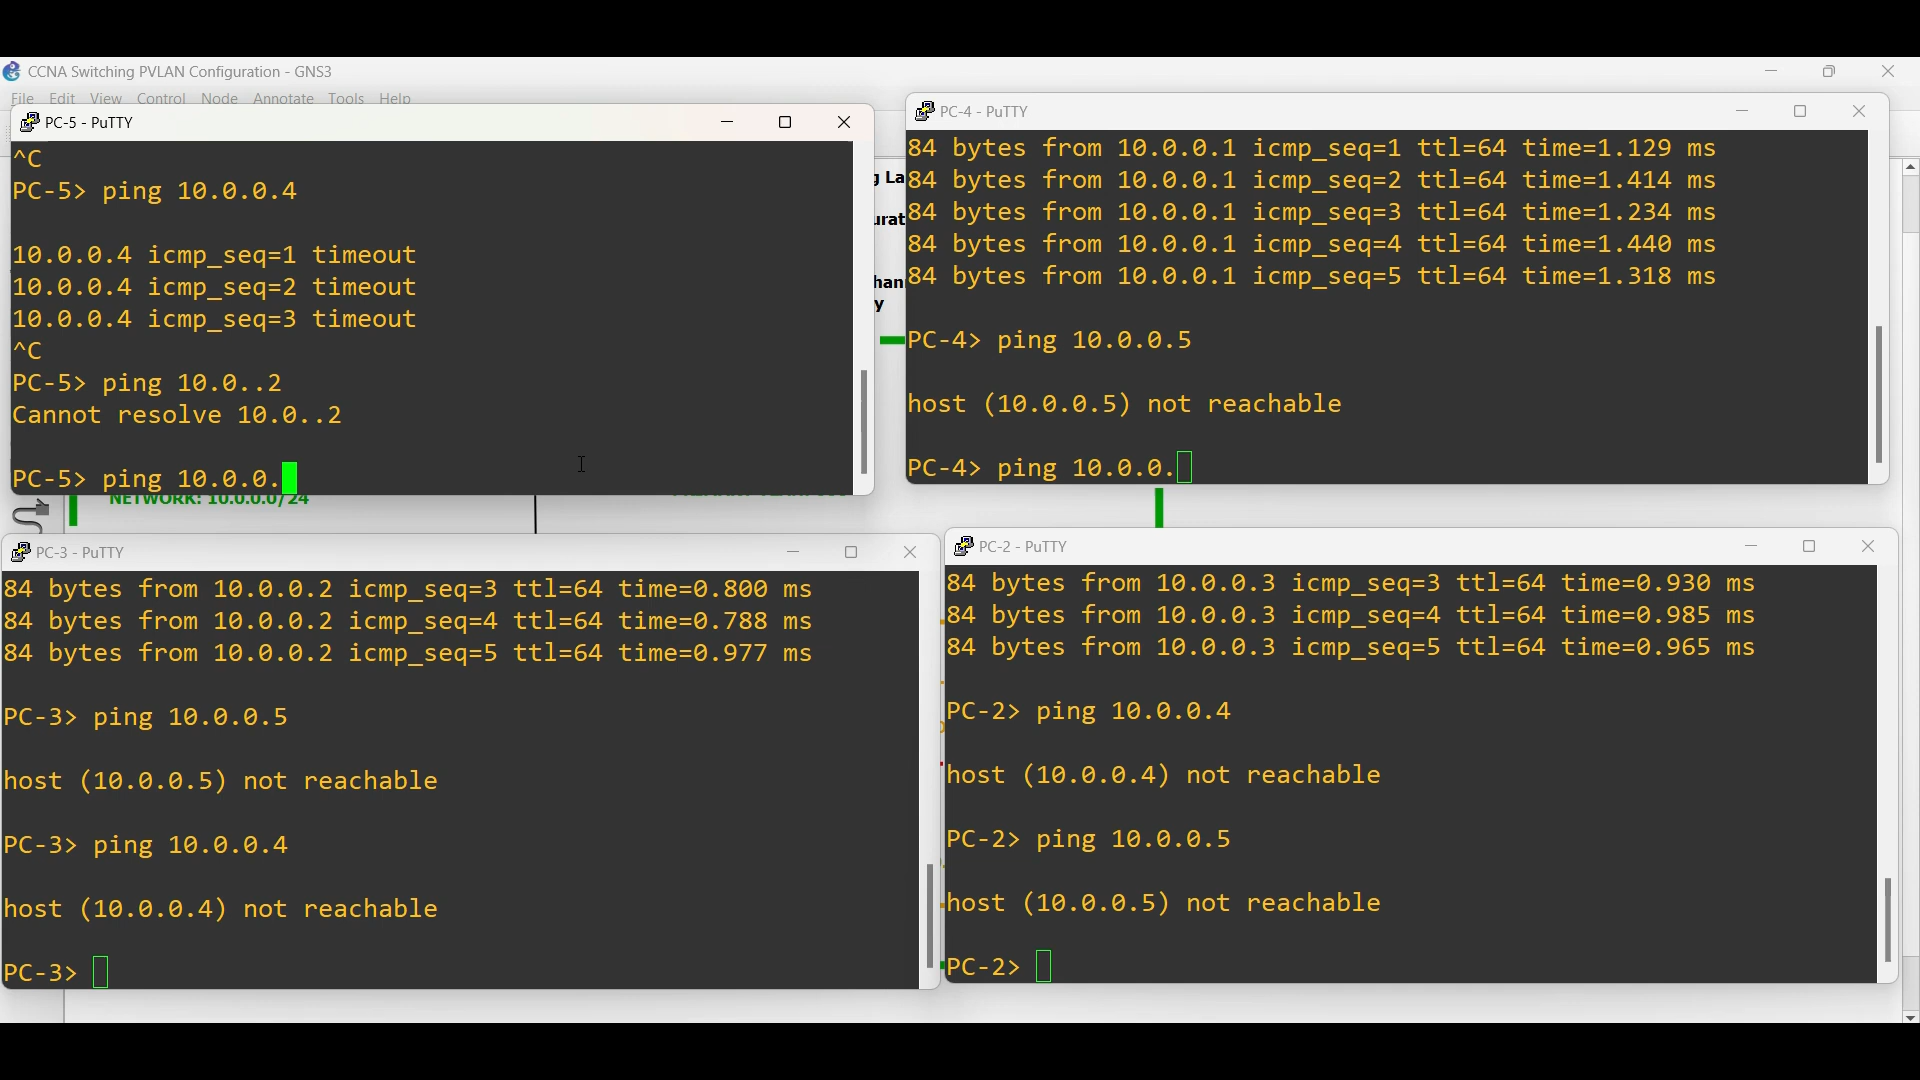 CCNA Switching PVLAN Configuration - GNS3
File Edit View Control Node Annotate Tools Help
PC-5 - PuTTY
^C
PC-5> ping 10.0.0.4
10.0.0.4 icmp_seq=1 timeout
10.0.0.4 icmp_seq=2 timeout
10.0.0.4 icmp_seq=3 timeout
^C
PC-5> ping 10.0..2
Cannot resolve 10.0..2
PC-5> ping 10.0.0.
PC-4 - PuTTY
84 bytes from 10.0.0.1 icmp_seq=1 ttl=64 time=1.129 ms
84 bytes from 10.0.0.1 icmp_seq=2 ttl=64 time=1.414 ms
84 bytes from 10.0.0.1 icmp_seq=3 ttl=64 time=1.234 ms
84 bytes from 10.0.0.1 icmp_seq=4 ttl=64 time=1.440 ms
84 bytes from 10.0.0.1 icmp_seq=5 ttl=64 time=1.318 ms
PC-4> ping 10.0.0.5
host (10.0.0.5) not reachable
PC-4> ping 10.0.0.
NETWORK: 10.0.0.0/24
PC-3 - PuTTY
84 bytes from 10.0.0.2 icmp_seq=3 ttl=64 time=0.800 ms
84 bytes from 10.0.0.2 icmp_seq=4 ttl=64 time=0.788 ms
84 bytes from 10.0.0.2 icmp_seq=5 ttl=64 time=0.977 ms
PC-3> ping 10.0.0.5
host (10.0.0.5) not reachable
PC-3> ping 10.0.0.4
host (10.0.0.4) not reachable
PC-3>
PC-2 - PuTTY
84 bytes from 10.0.0.3 icmp_seq=3 ttl=64 time=0.930 ms
84 bytes from 10.0.0.3 icmp_seq=4 ttl=64 time=0.985 ms
84 bytes from 10.0.0.3 icmp_seq=5 ttl=64 time=0.965 ms
PC-2> ping 10.0.0.4
host (10.0.0.4) not reachable
PC-2> ping 10.0.0.5
host (10.0.0.5) not reachable
PC-2>